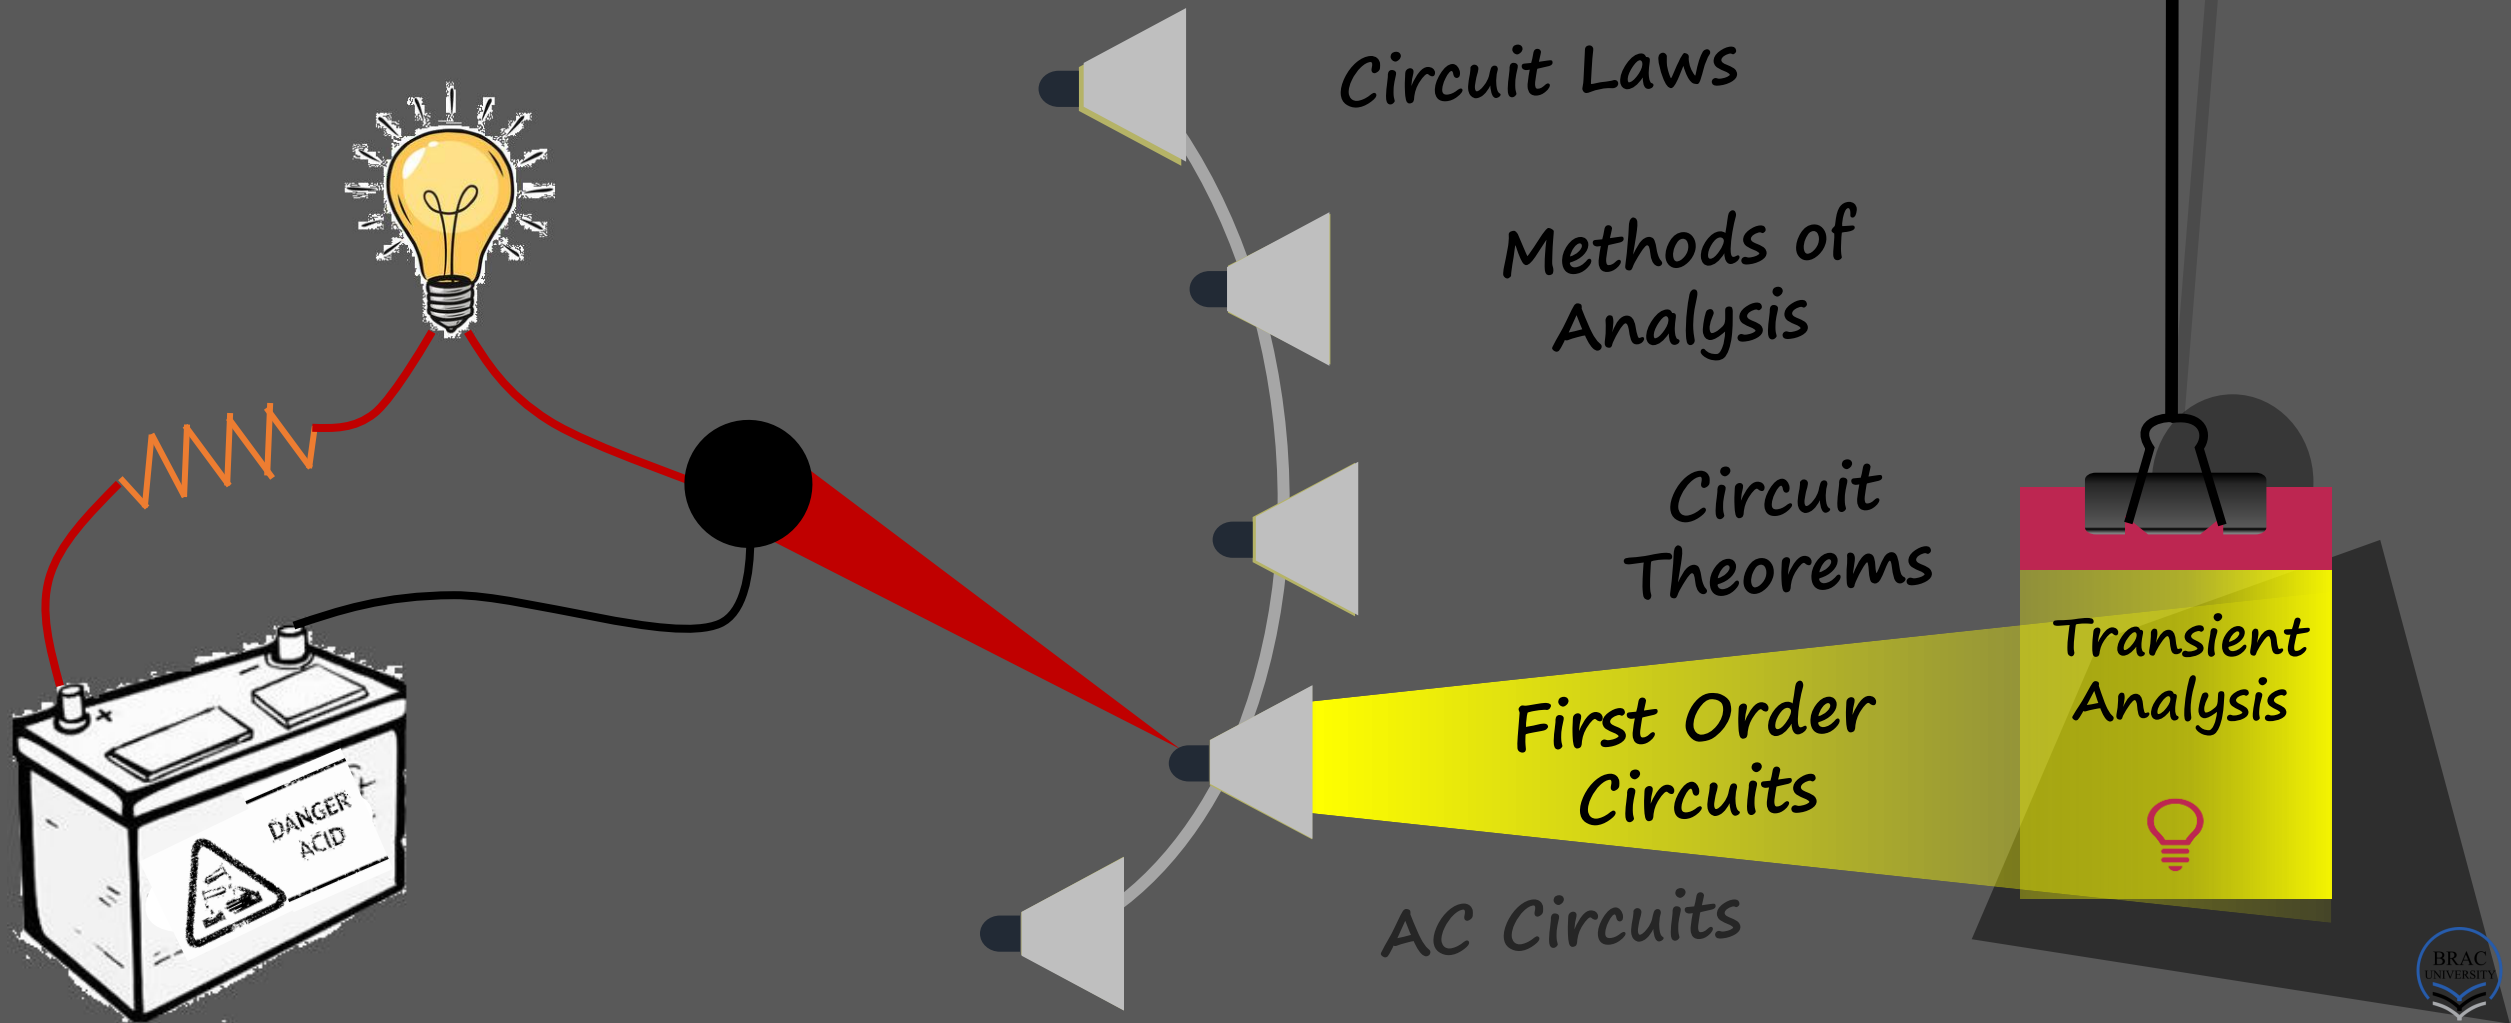 Circuit Laws
Methods of
Analysis
Circuit
Theorems
First Order
Circuits
AC Circuits
Transient
Analysis
+
DANGER
ACID
BRAC
UNIVERSITY